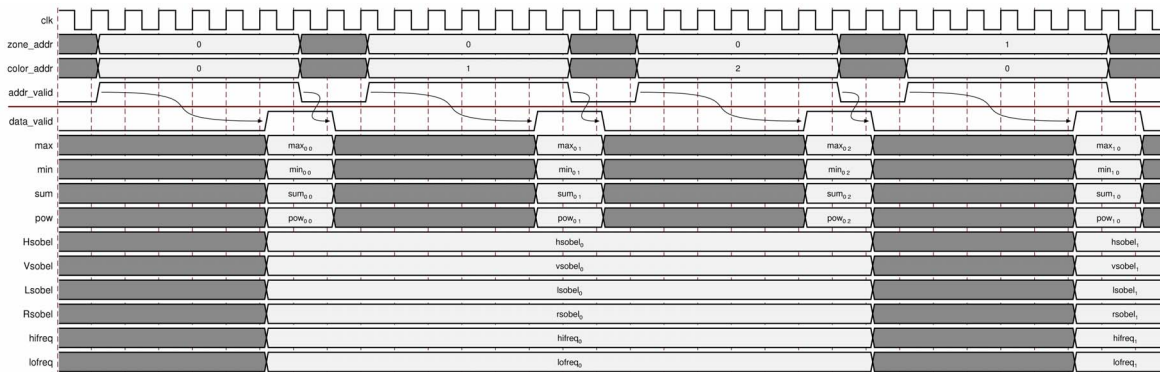 clk
zone_addr 0 0 0 1
color_addr 0 1 2 0
addr_valid
data_valid
max max₀ ₀ max₀ ₁ max₀ ₂ max₁ ₀
min min₀ ₀ min₀ ₁ min₀ ₂ min₁ ₀
sum sum₀ ₀ sum₀ ₁ sum₀ ₂ sum₁ ₀
pow pow₀ ₀ pow₀ ₁ pow₀ ₂ pow₁ ₀
Hsobel hsobel₀ hsobel₁
Vsobel vsobel₀ vsobel₁
Lsobel lsobel₀ lsobel₁
Rsobel rsobel₀ rsobel₁
hifreq hifreq₀ hifreq₁
lofreq lofreq₀ lofreq₁